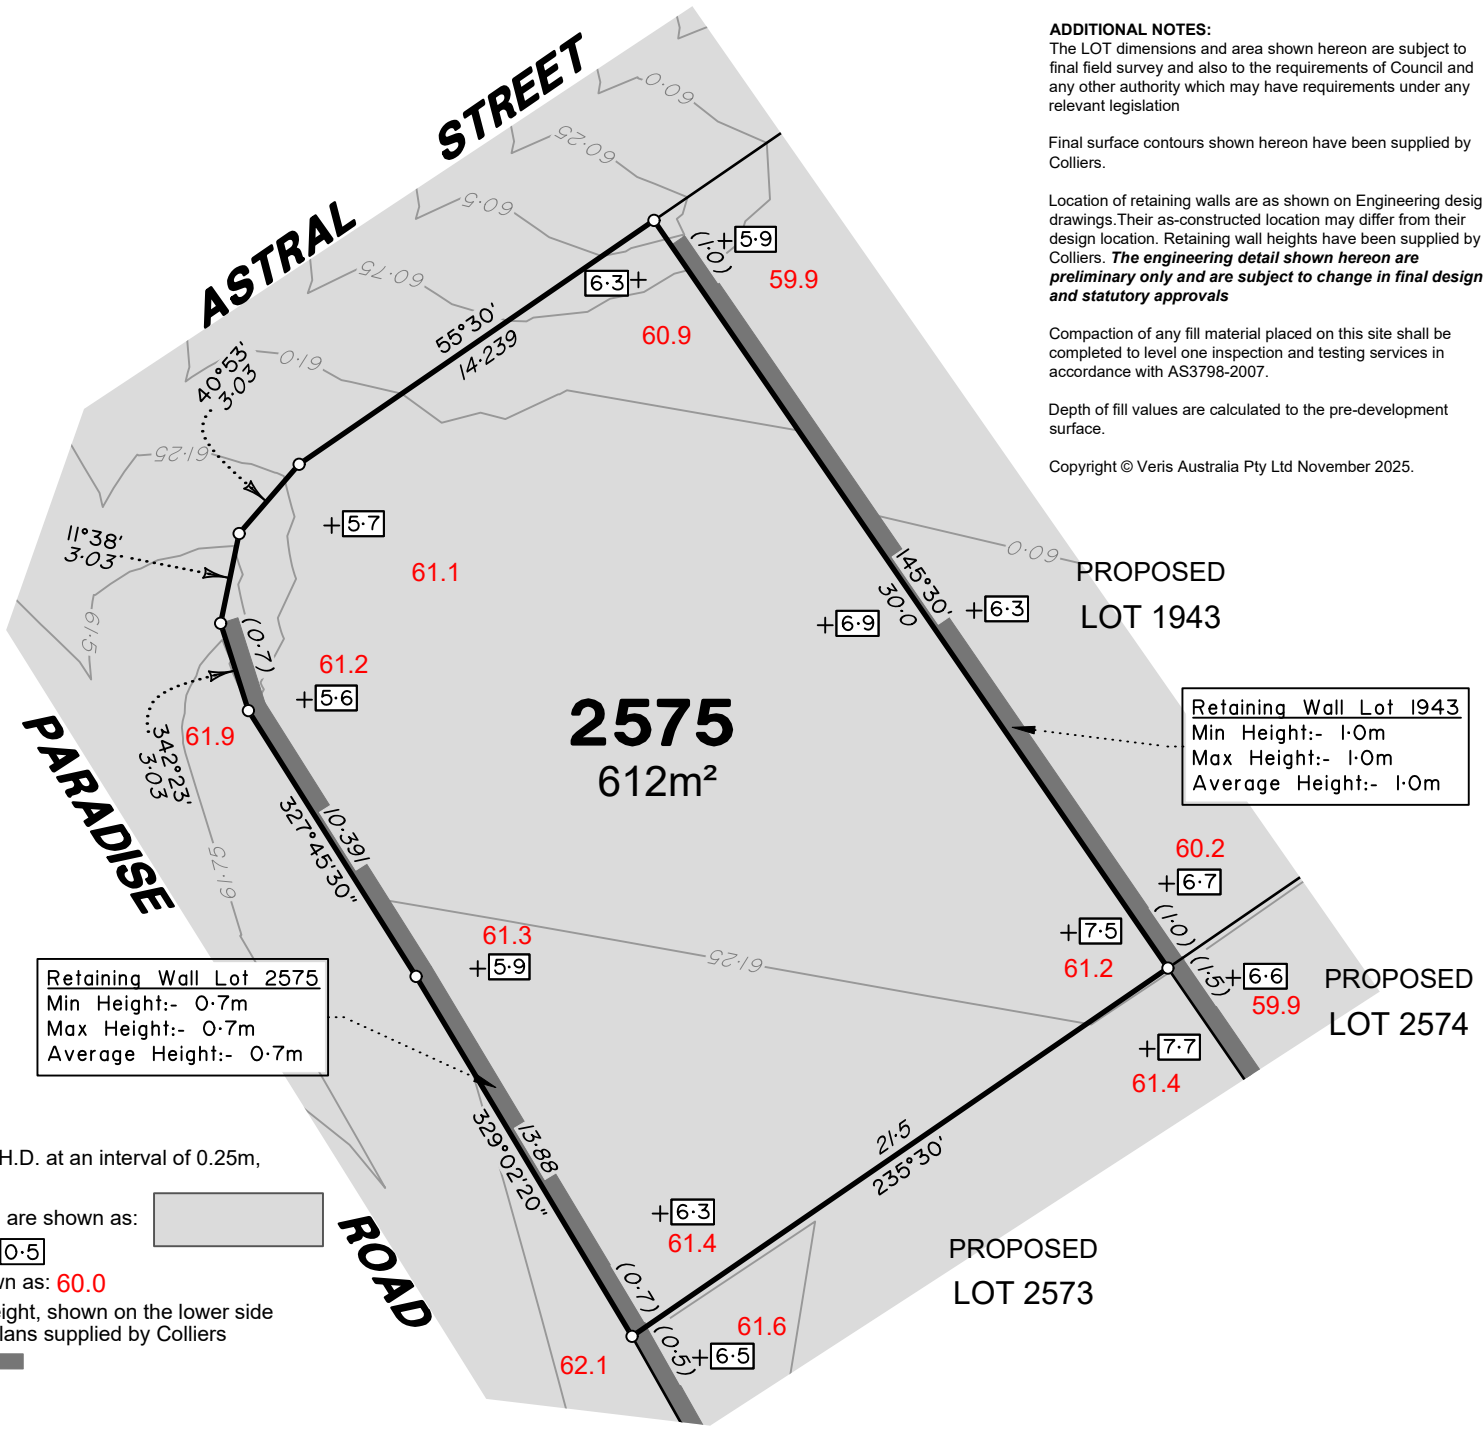 ADDITIONAL NOTES:
The LOT dimensions and area shown hereon are subject to
final field survey and also to the requirements of Council and
any other authority which may have requirements under any
relevant legislation
Final surface contours shown hereon have been supplied by
Colliers.
Location of retaining walls are as shown on Engineering desig
drawings.Their as-constructed location may differ from their
design location. Retaining wall heights have been supplied by
Colliers. The engineering detail shown hereon are
preliminary only and are subject to change in final design
and statutory approvals
Compaction of any fill material placed on this site shall be
completed to level one inspection and testing services in
accordance with AS3798-2007.
Depth of fill values are calculated to the pre-development
surface.
Copyright © Veris Australia Pty Ltd November 2025.
ASTRAL STREET
60·0
60·25
60·5
60·75
61·0
61·25
61·5
61·75
(1·0)
5·9
59.9
6·3
60.9
55°30'
14·239
40°53'
3·03
11°38'
3·03
5·7
61.1
(0·7)
61.2
5·6
61.9
342°23'
3·03
PARADISE ROAD
2575
612m²
6·9
145°30'
30·0
6·3
60·0
PROPOSED
LOT 1943
Retaining Wall Lot 1943
Min Height:- 1·0m
Max Height:- 1·0m
Average Height:- 1·0m
10·391
327°45'30"
60.2
6·7
(1·0)
7·5
61.2
61.3
5·9
61·25
(1·5)
6·6
59.9
PROPOSED
LOT 2574
7·7
61.4
Retaining Wall Lot 2575
Min Height:- 0·7m
Max Height:- 0·7m
Average Height:- 0·7m
13·88
329°02'20"
21·5
235°30'
6·3
61.4
(0·7)
(0·5)
61.6
6·5
62.1
PROPOSED
LOT 2573
H.D. at an interval of 0.25m,
are shown as:
0·5
n as: 60.0
eight, shown on the lower side
lans supplied by Colliers